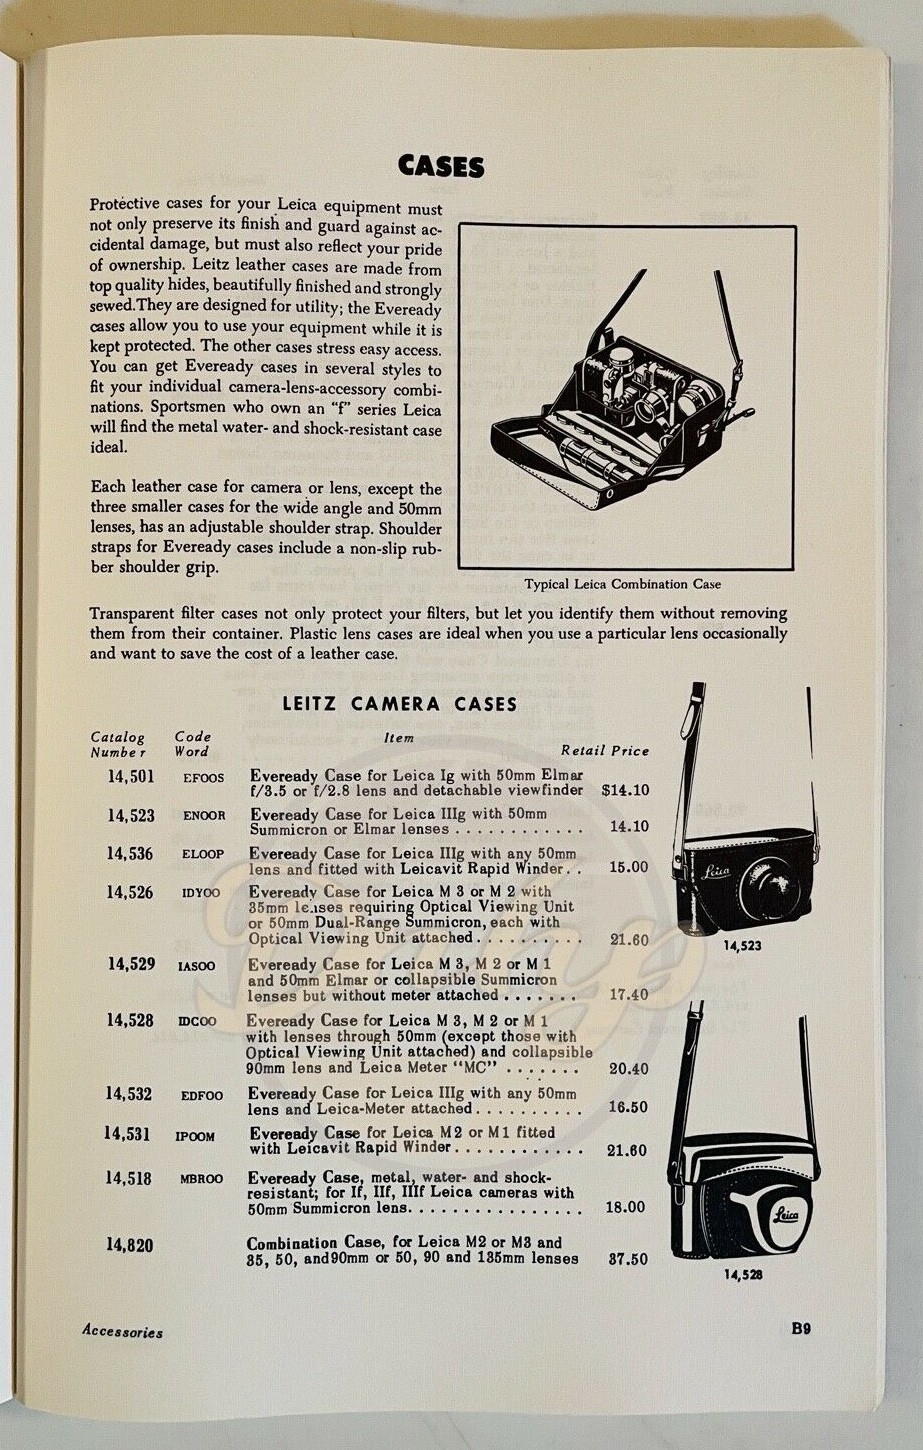 CASES
Protective cases for your Leica equipment must
not only preserve its finish and guard against ac-
cidental damage, but must also reflect your pride
of ownership. Leitz leather cases are made from
top quality hides, beautifully finished and strongly
sewed.They are designed for utility; the Eveready
cases allow you to use your equipment while it is
kept protected. The other cases stress easy access.
You can get Eveready cases in several styles to
fit your individual camera-lens-accessory combi-
nations. Sportsmen who own an "f" series Leica
will find the metal water- and shock-resistant case
ideal.
Each leather case for camera or lens, except the
three smaller cases for the wide angle and 50mm
lenses, has an adjustable shoulder strap. Shoulder
straps for Eveready cases include a non-slip rub-
ber shoulder grip.
Typical Leica Combination Case
Transparent filter cases not only protect your filters, but let you identify them without removing
them from their container. Plastic lens cases are ideal when you use a particular lens occasionally
and want to save the cost of a leather case.
LEITZ CAMERA CASES
Catalog Code Item
Number Word Retail Price
14,501 EFOOS Eveready Case for Leica Ig with 50mm Elmar
f/3.5 or f/2.8 lens and detachable viewfinder $14.10
14,523 ENOOR Eveready Case for Leica IIIg with 50mm
Summicron or Elmar lenses . . . . . . . . . . . . 14.10
14,536 ELOOP Eveready Case for Leica IIIg with any 50mm
lens and fitted with Leicavit Rapid Winder. . 15.00
14,526 IDYOO Eveready Case for Leica M 3 or M 2 with
35mm lenses requiring Optical Viewing Unit
or 50mm Dual-Range Summicron, each with
Optical Viewing Unit attached. . . . . . . . . . 21.60
14,529 IASOO Eveready Case for Leica M 3, M 2 or M 1
and 50mm Elmar or collapsible Summicron
lenses but without meter attached . . . . . . . 17.40
14,528 IDCOO Eveready Case for Leica M 3, M 2 or M 1
with lenses through 50mm (except those with
Optical Viewing Unit attached) and collapsible
90mm lens and Leica Meter "MC" . . . . . . . 20.40
14,532 EDFOO Eveready Case for Leica IIIg with any 50mm
lens and Leica-Meter attached. . . . . . . . . . 16.50
14,531 IPOOM Eveready Case for Leica M2 or M1 fitted
with Leicavit Rapid Winder. . . . . . . . . . . . 21.60
14,518 MBROO Eveready Case, metal, water- and shock-
resistant; for If, IIf, IIIf Leica cameras with
50mm Summicron lens. . . . . . . . . . . . . . . . 18.00
14,820 Combination Case, for Leica M2 or M3 and
35, 50, and90mm or 50, 90 and 135mm lenses 37.50
Leica
14,523
Leica
14,528
Accessories B9